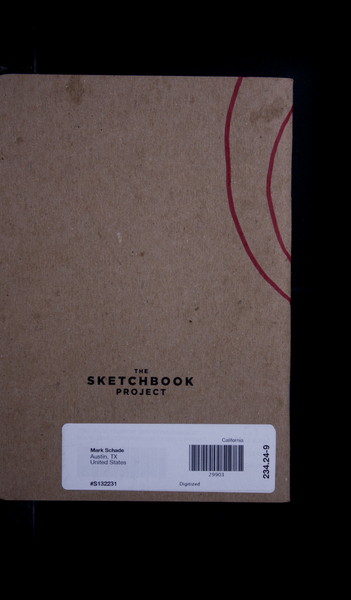 THE
SKETCHBOOK
PROJECT
California
Mark Schade
Austin, TX
United States
29901
234.24-9
#S132231
Digitized